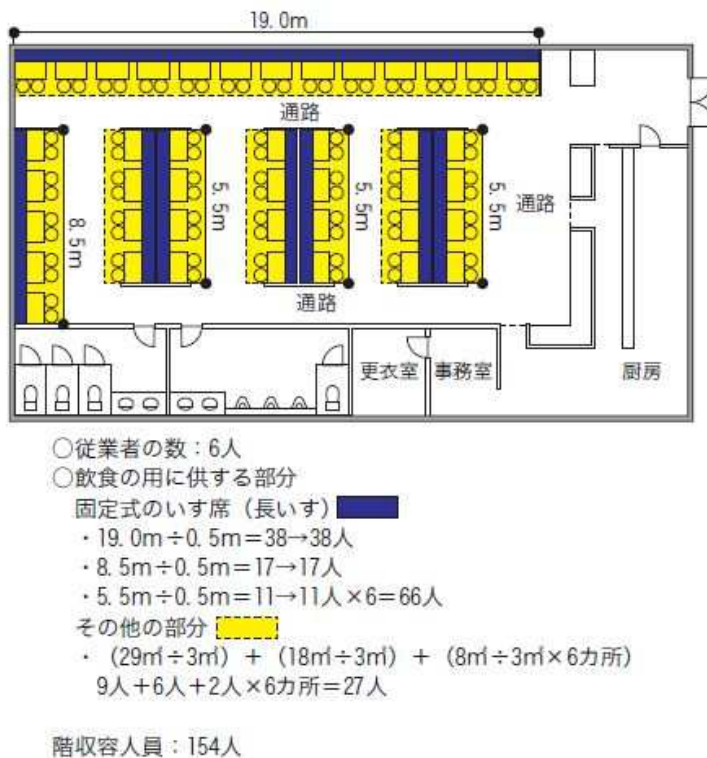 19.0m
通路
8.5m
5.5m
5.5m
5.5m
通路
通路
更衣室
事務室
厨房
○従業者の数：6人
○飲食の用に供する部分
固定式のいす席（長いす）
・19.0m÷0.5m＝38→38人
・8.5m÷0.5m＝17→17人
・5.5m÷0.5m＝11→11人×6＝66人
その他の部分
・（29㎡÷3㎡）＋（18㎡÷3㎡）＋（8㎡÷3㎡×6カ所）
9人＋6人＋2人×6カ所＝27人
階収容人員：154人